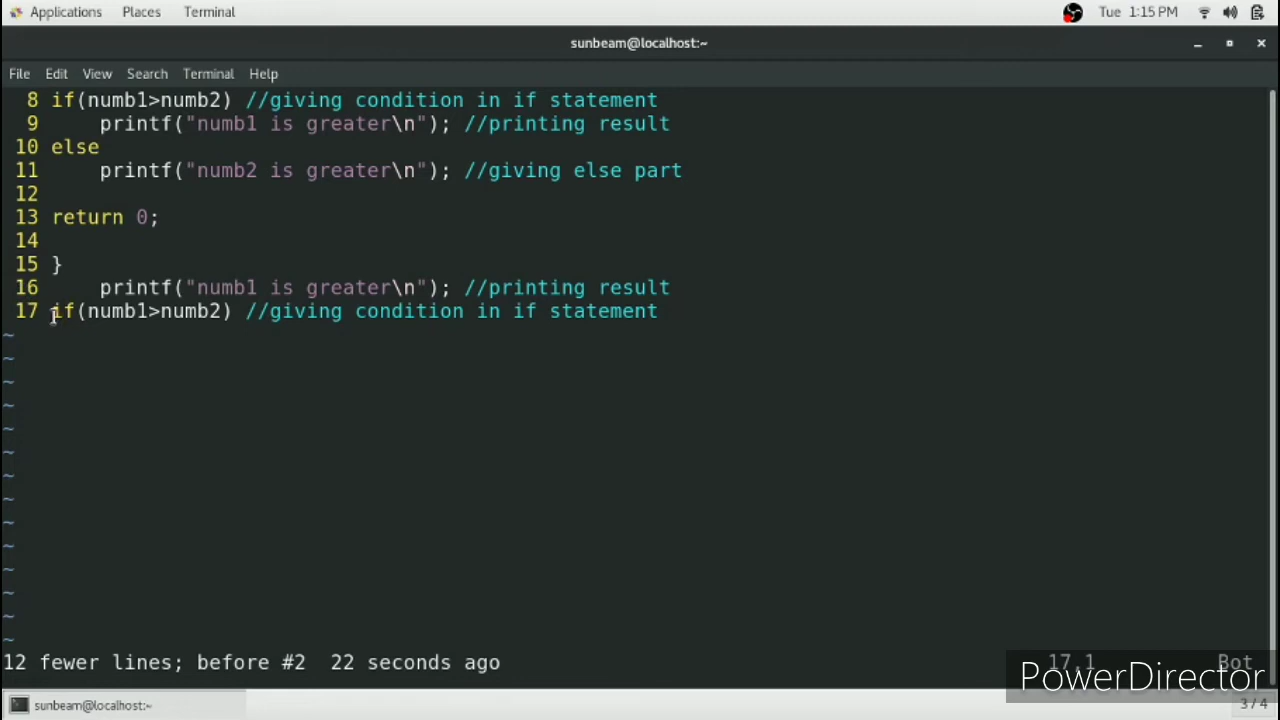 Applications Places Terminal Tue 1:15 PM
sunbeam@localhost:~
File Edit View Search Terminal Help
8 if(numb1>numb2) //giving condition in if statement
9 printf("numb1 is greater\n"); //printing result
10 else
11 printf("numb2 is greater\n"); //giving else part
12
13 return 0;
14
15 }
16 printf("numb1 is greater\n"); //printing result
17 if(numb1>numb2) //giving condition in if statement
~
~
~
~
~
~
~
~
~
~
~
~
~
~
12 fewer lines; before #2 22 seconds ago 17,1 Bot
PowerDirector
sunbeam@localhost:~ 3 / 4